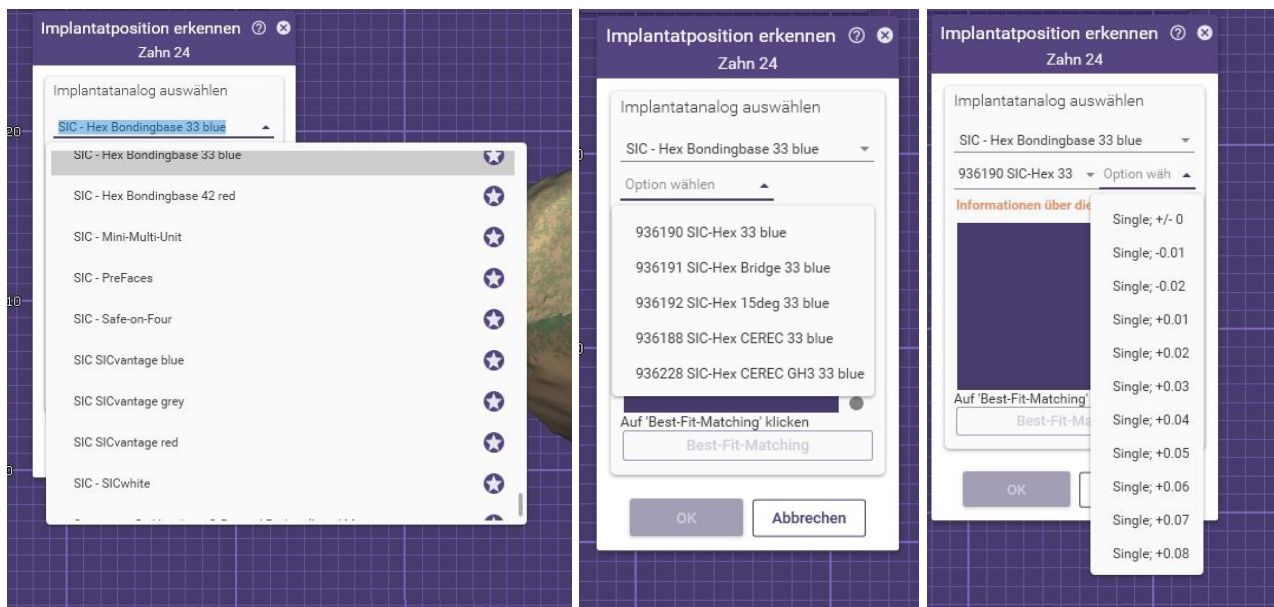 Implantatposition erkennen
Zahn 24
Implantatanalog auswählen
SIC - Hex Bondingbase 33 blue
SIC - Hex Bondingbase 33 blue
SIC - Hex Bondingbase 42 red
SIC - Mini-Multi-Unit
SIC - PreFaces
SIC - Safe-on-Four
SIC SICvantage blue
SIC SICvantage grey
SIC SICvantage red
SIC - SICwhite
20
10
0
Implantatposition erkennen
Zahn 24
Implantatanalog auswählen
SIC - Hex Bondingbase 33 blue
Option wählen
936190 SIC-Hex 33 blue
936191 SIC-Hex Bridge 33 blue
936192 SIC-Hex 15deg 33 blue
936188 SIC-Hex CEREC 33 blue
936228 SIC-Hex CEREC GH3 33 blue
Auf 'Best-Fit-Matching' klicken
Best-Fit-Matching
OK Abbrechen
Implantatposition erkennen
Zahn 24
Implantatanalog auswählen
SIC - Hex Bondingbase 33 blue
936190 SIC-Hex 33 Option wäh
Informationen über die
Single; +/- 0
Single; -0.01
Single; -0.02
Single; +0.01
Single; +0.02
Single; +0.03
Single; +0.04
Single; +0.05
Single; +0.06
Single; +0.07
Single; +0.08
Auf 'Best-Fit-Matching'
Best-Fit-Ma
OK